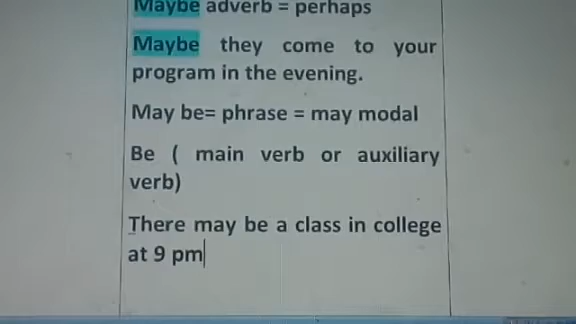 Maybe adverb = perhaps
Maybe they come to your
program in the evening.
May be= phrase = may modal
Be ( main verb or auxiliary
verb)
There may be a class in college
at 9 pm